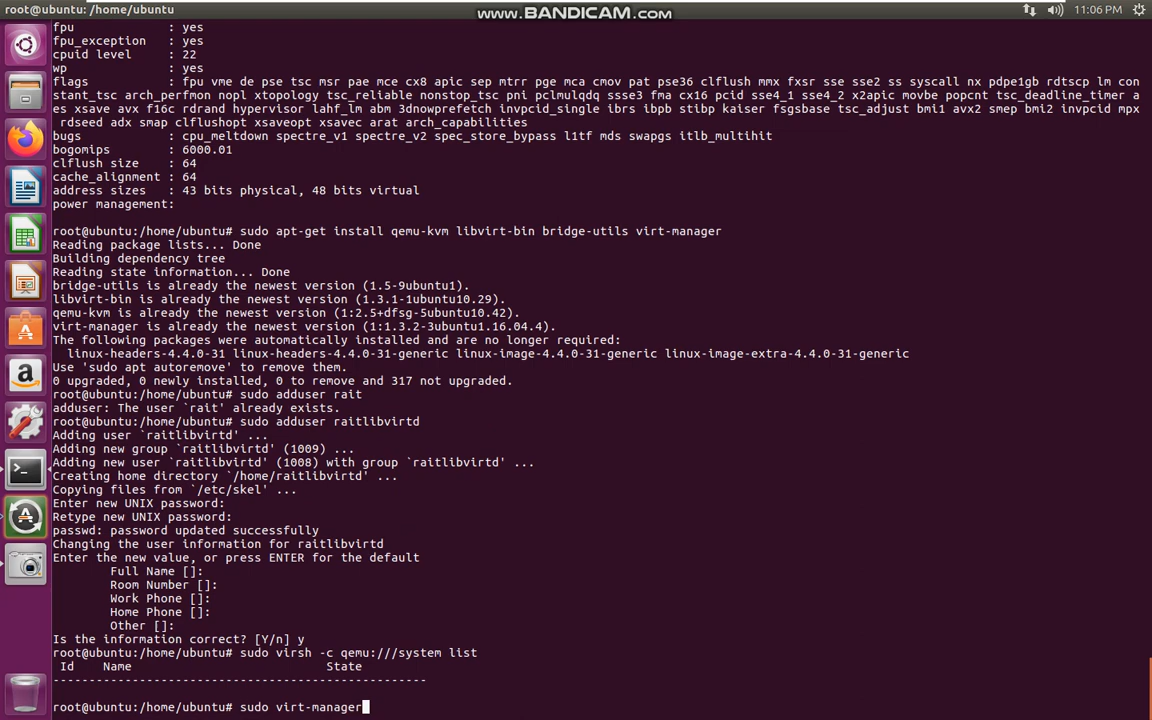 root@ubuntu: /home/ubuntu
www.BANDICAM.com
11:06 PM
fpu : yes
fpu_exception : yes
cpuid level : 22
wp : yes
flags : fpu vme de pse tsc msr pae mce cx8 apic sep mtrr pge mca cmov pat pse36 clflush mmx fxsr sse sse2 ss syscall nx pdpe1gb rdtscp lm con
stant_tsc arch_perfmon nopl xtopology tsc_reliable nonstop_tsc pni pclmulqdq ssse3 fma cx16 pcid sse4_1 sse4_2 x2apic movbe popcnt tsc_deadline_timer a
es xsave avx f16c rdrand hypervisor lahf_lm abm 3dnowprefetch invpcid_single ibrs ibpb stibp kaiser fsgsbase tsc_adjust bmi1 avx2 smep bmi2 invpcid mpx
rdseed adx smap clflushopt xsaveopt xsavec arat arch_capabilities
bugs : cpu_meltdown spectre_v1 spectre_v2 spec_store_bypass l1tf mds swapgs itlb_multihit
bogomips : 6000.01
clflush size : 64
cache_alignment : 64
address sizes : 43 bits physical, 48 bits virtual
power management:
root@ubuntu:/home/ubuntu# sudo apt-get install qemu-kvm libvirt-bin bridge-utils virt-manager
Reading package lists... Done
Building dependency tree
Reading state information... Done
bridge-utils is already the newest version (1.5-9ubuntu1).
libvirt-bin is already the newest version (1.3.1-1ubuntu10.29).
qemu-kvm is already the newest version (1:2.5+dfsg-5ubuntu10.42).
virt-manager is already the newest version (1:1.3.2-3ubuntu1.16.04.4).
The following packages were automatically installed and are no longer required:
linux-headers-4.4.0-31 linux-headers-4.4.0-31-generic linux-image-4.4.0-31-generic linux-image-extra-4.4.0-31-generic
Use 'sudo apt autoremove' to remove them.
0 upgraded, 0 newly installed, 0 to remove and 317 not upgraded.
root@ubuntu:/home/ubuntu# sudo adduser rait
adduser: The user `rait' already exists.
root@ubuntu:/home/ubuntu# sudo adduser raitlibvirtd
Adding user `raitlibvirtd' ...
Adding new group `raitlibvirtd' (1009) ...
Adding new user `raitlibvirtd' (1008) with group `raitlibvirtd' ...
Creating home directory `/home/raitlibvirtd' ...
Copying files from `/etc/skel' ...
Enter new UNIX password:
Retype new UNIX password:
passwd: password updated successfully
Changing the user information for raitlibvirtd
Enter the new value, or press ENTER for the default
Full Name []:
Room Number []:
Work Phone []:
Home Phone []:
Other []:
Is the information correct? [Y/n] y
root@ubuntu:/home/ubuntu# sudo virsh -c qemu:///system list
Id Name State
----------------------------------------------------
root@ubuntu:/home/ubuntu# sudo virt-manager